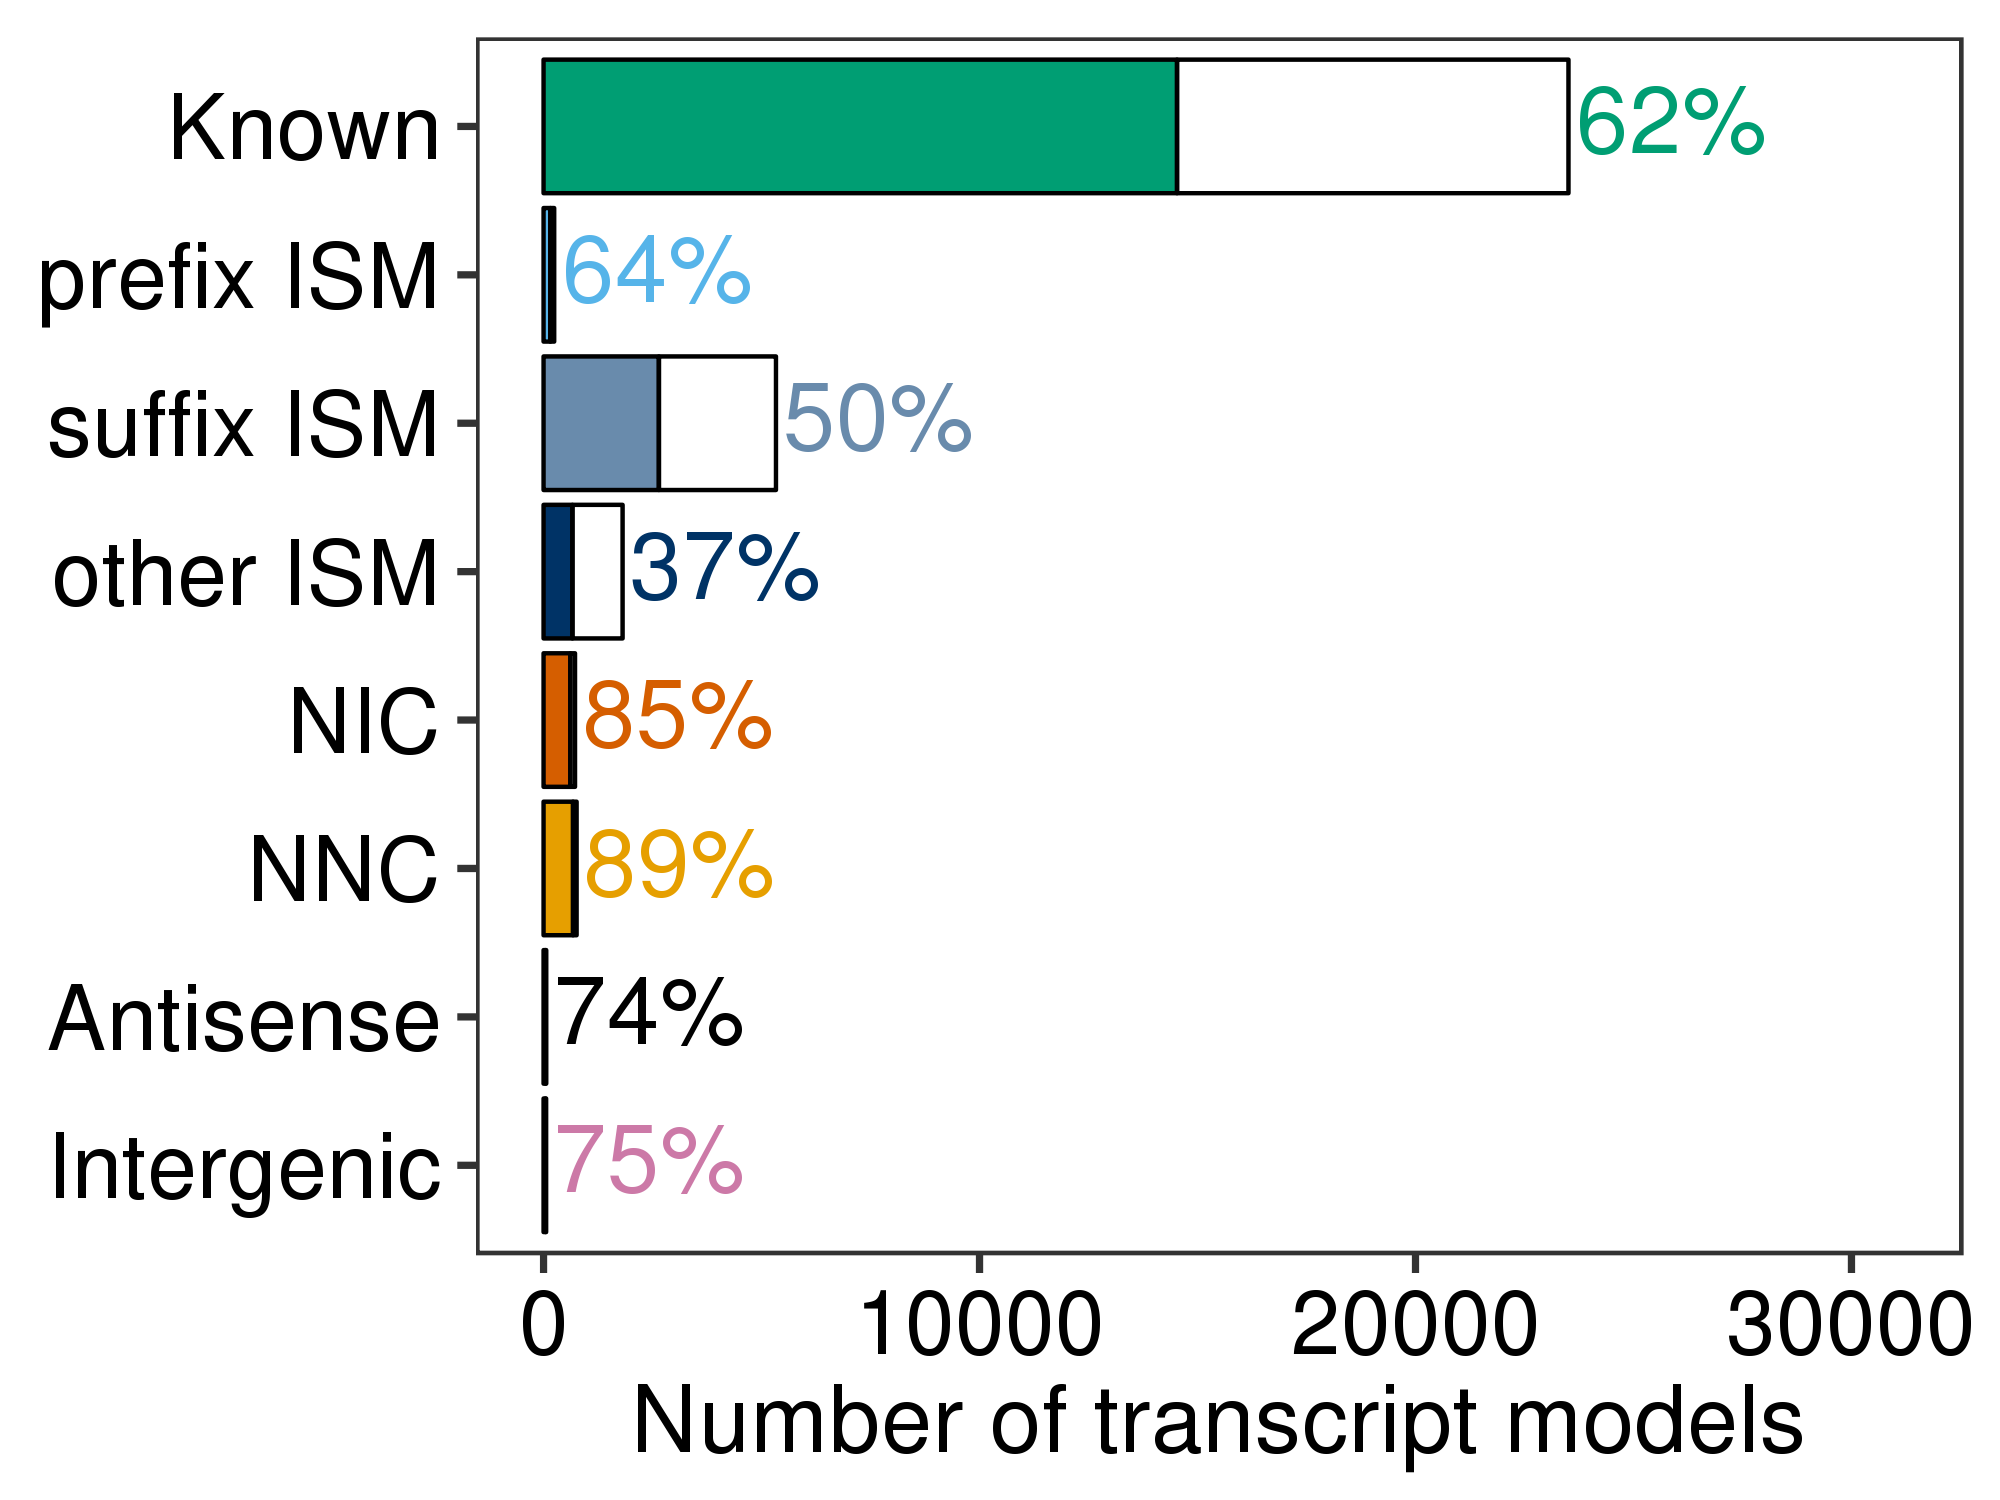 Known 62%
prefix ISM 64%
suffix ISM 50%
other ISM 37%
NIC 85%
NNC 89%
Antisense 74%
Intergenic 75%
0 10000 20000 30000
Number of transcript models